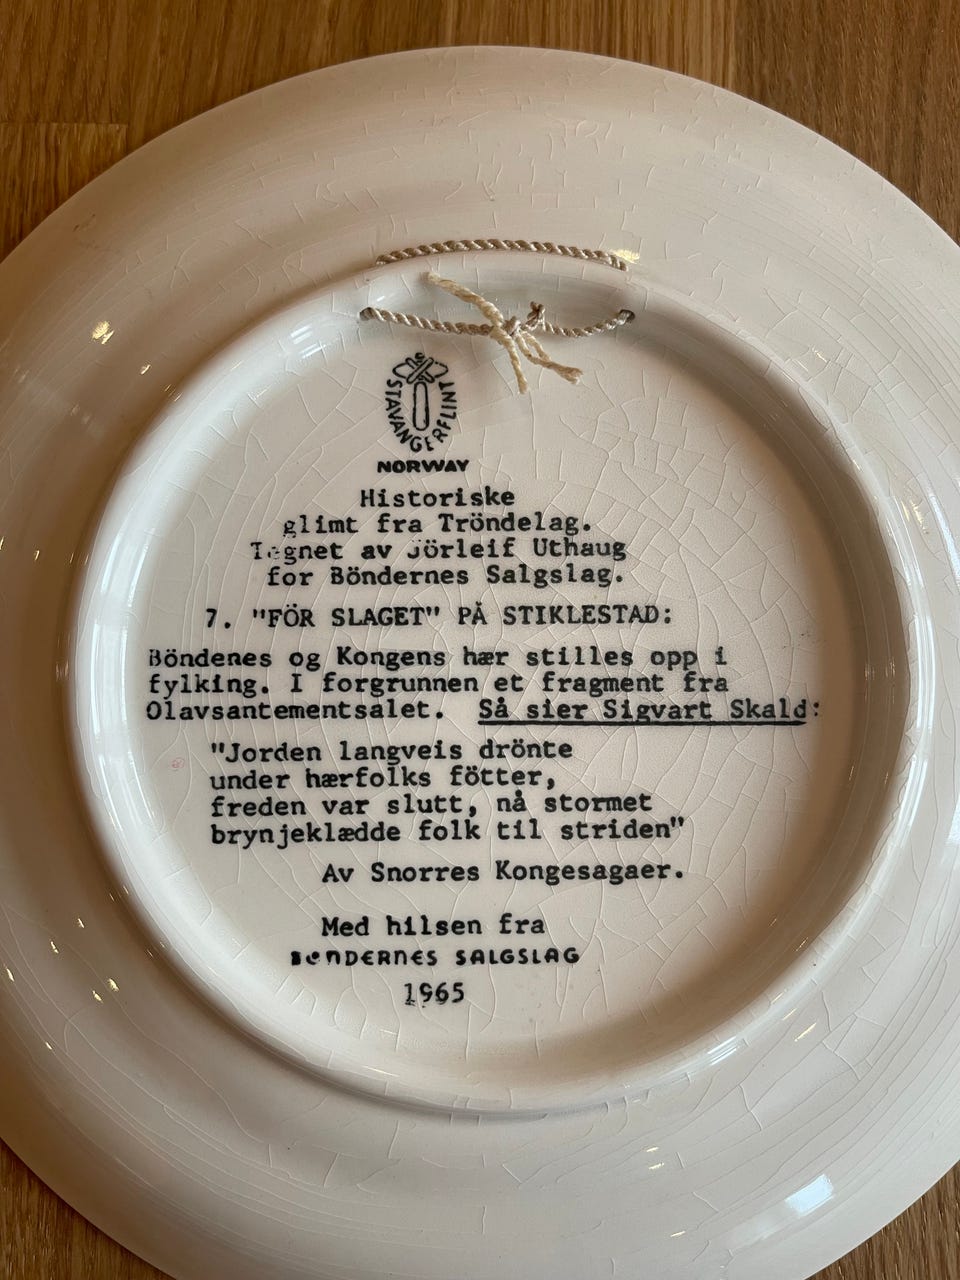 STAVANGERFLINT
NORWAY
Historiske
glimt fra Tröndelag.
Tegnet av Jörleif Uthaug
for Böndernes Salgslag.
7. "FÖR SLAGET" PÅ STIKLESTAD:
Böndenes og Kongens hær stilles opp i
fylking. I forgrunnen et fragment fra
Olavsantementsalet. Så sier Sigvart Skald:
"Jorden langveis drönte
under hærfolks fötter,
freden var slutt, nå stormet
brynjeklædde folk til striden"
Av Snorres Kongesagaer.
Med hilsen fra
BØNDERNES SALGSLAG
1965